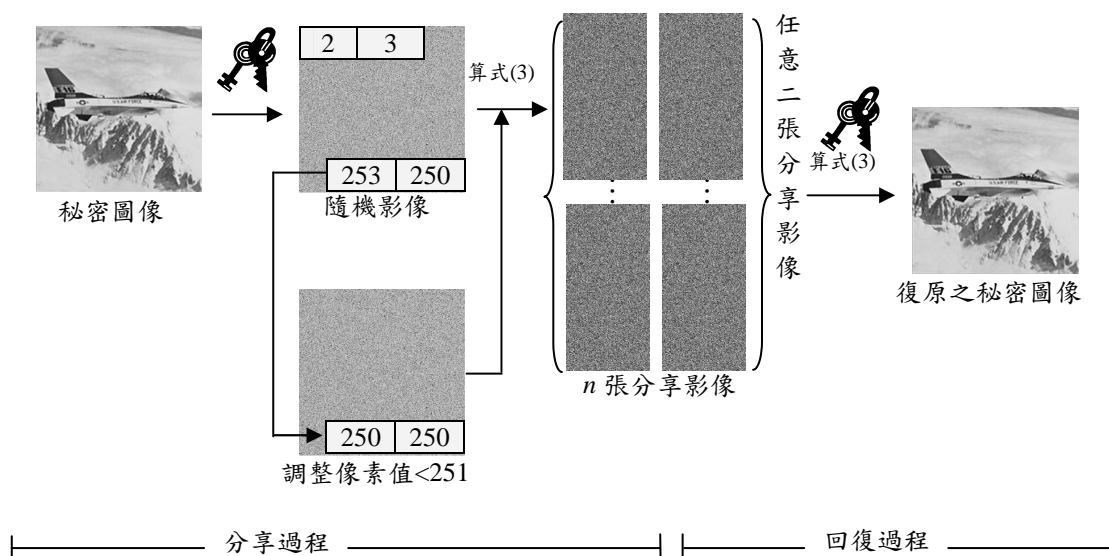 2 3
253 250
秘密圖像
隨機影像
算式(3)
250 250
調整像素值<251
n 張分享影像
任意二張分享影像
算式(3)
復原之秘密圖像
分享過程
回復過程